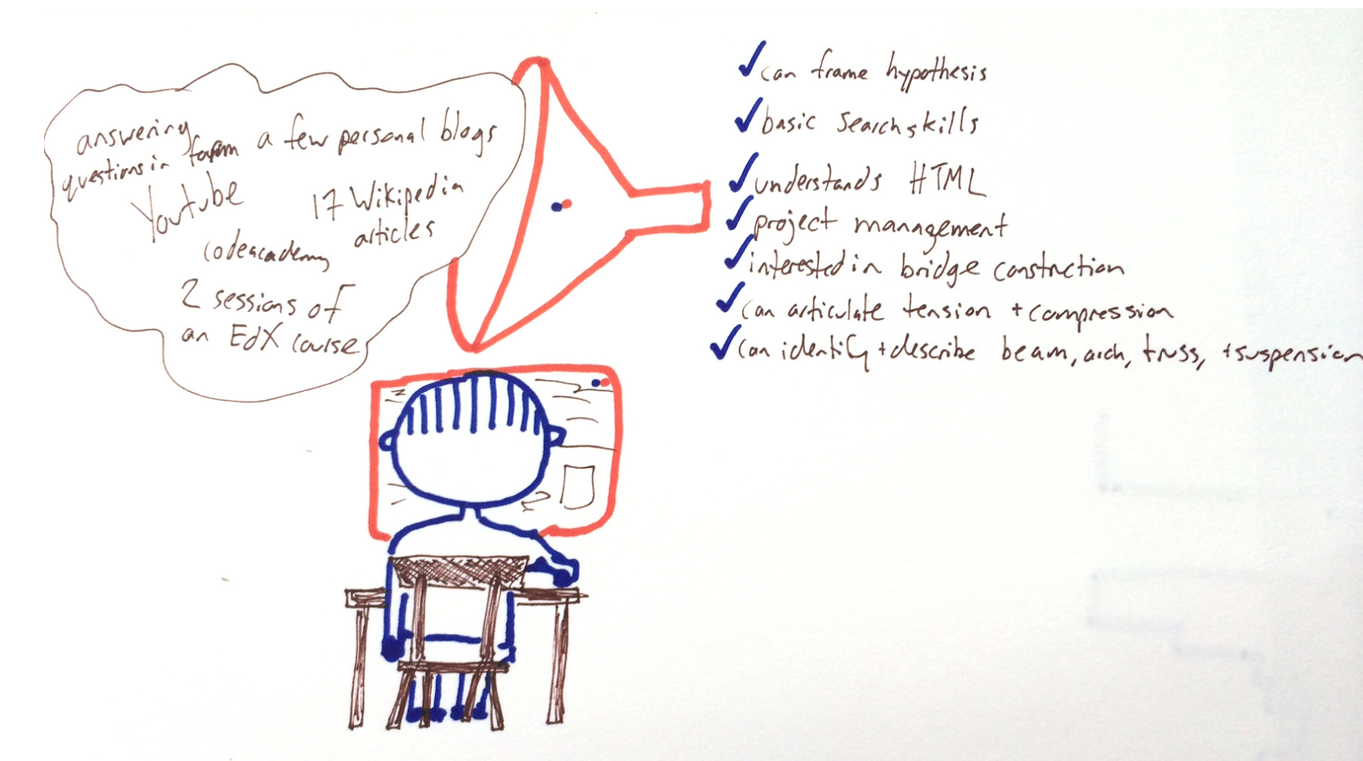 answering
questions in forum
a few personal blogs
Youtube
17 Wikipedia
articles
codeacademy
2 sessions of
an EdX course
✓can frame hypothesis
✓basic search skills
✓understands HTML
✓project management
✓interested in bridge constnction
✓can articulate tension + compression
✓can identify + describe beam, arch, truss, + suspension